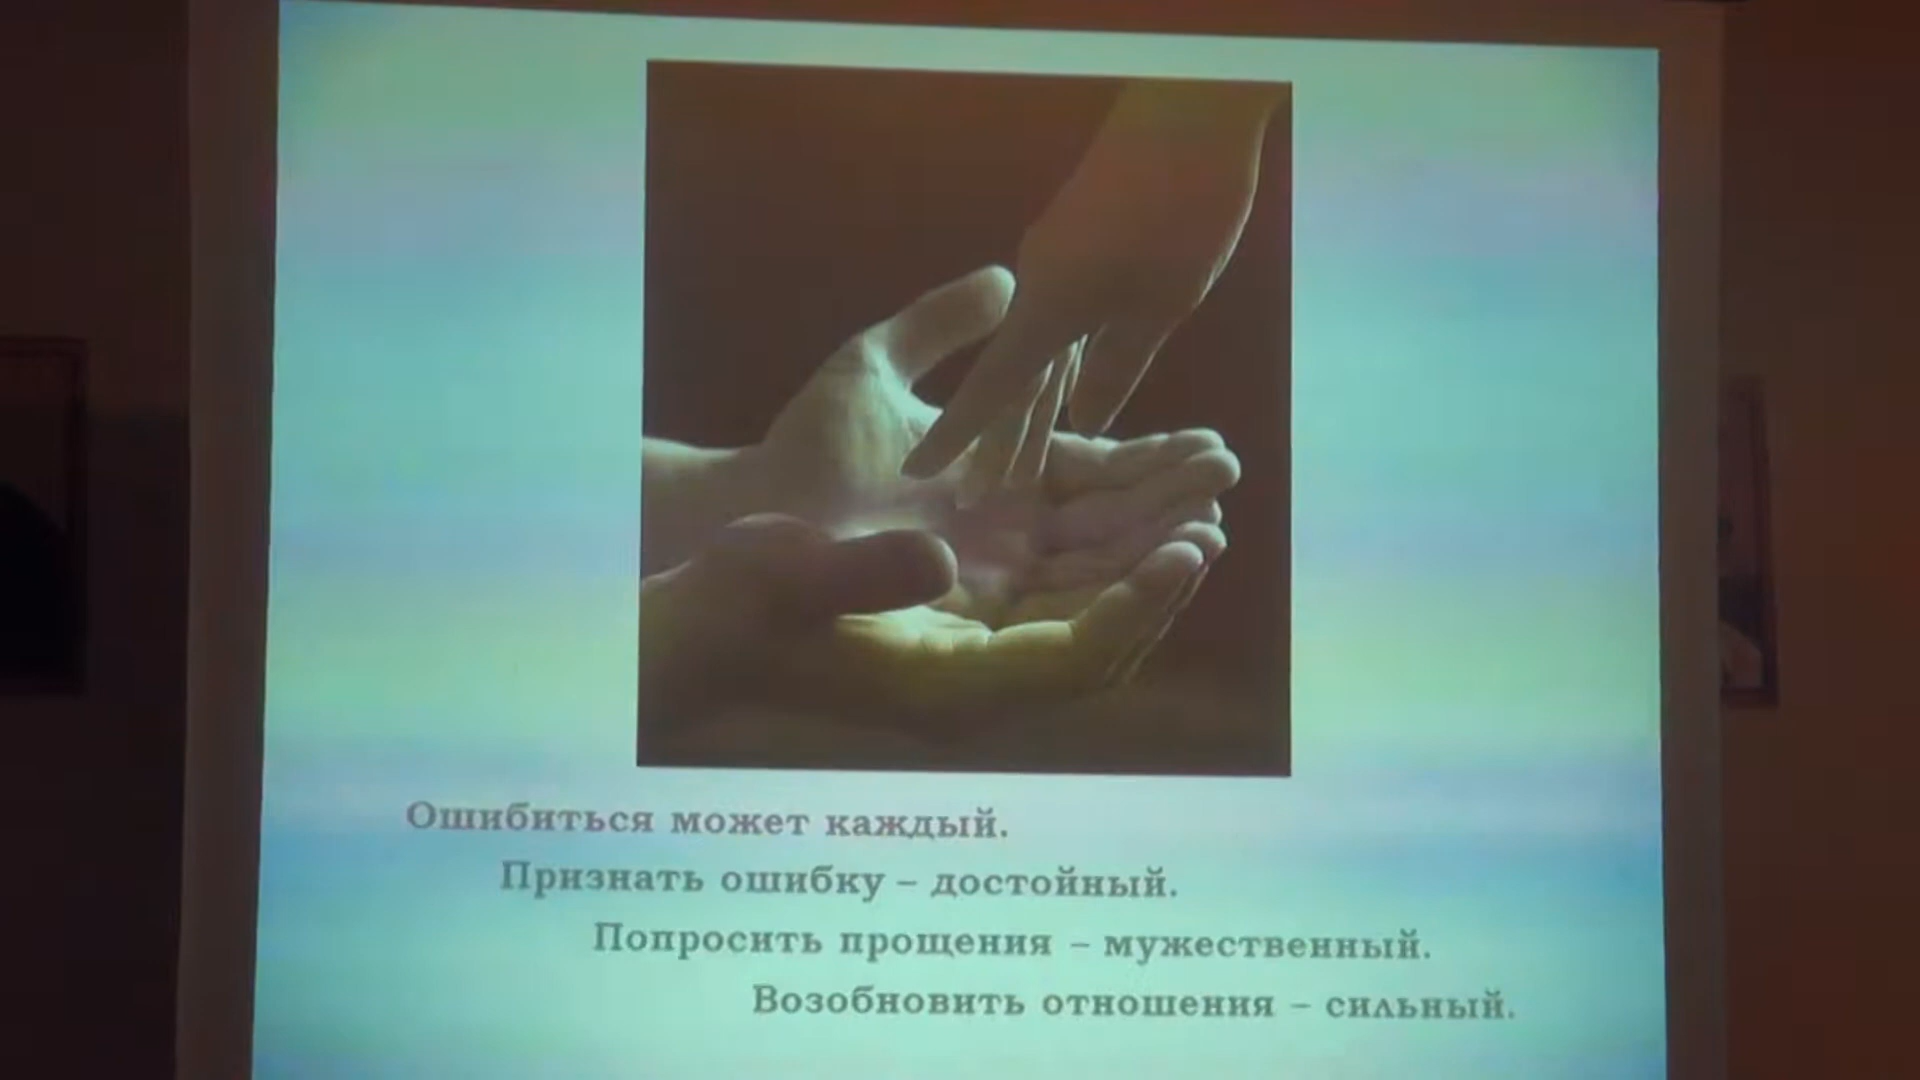 Ошибиться может каждый.
Признать ошибку – достойный.
Попросить прощения – мужественный.
Возобновить отношения – сильный.